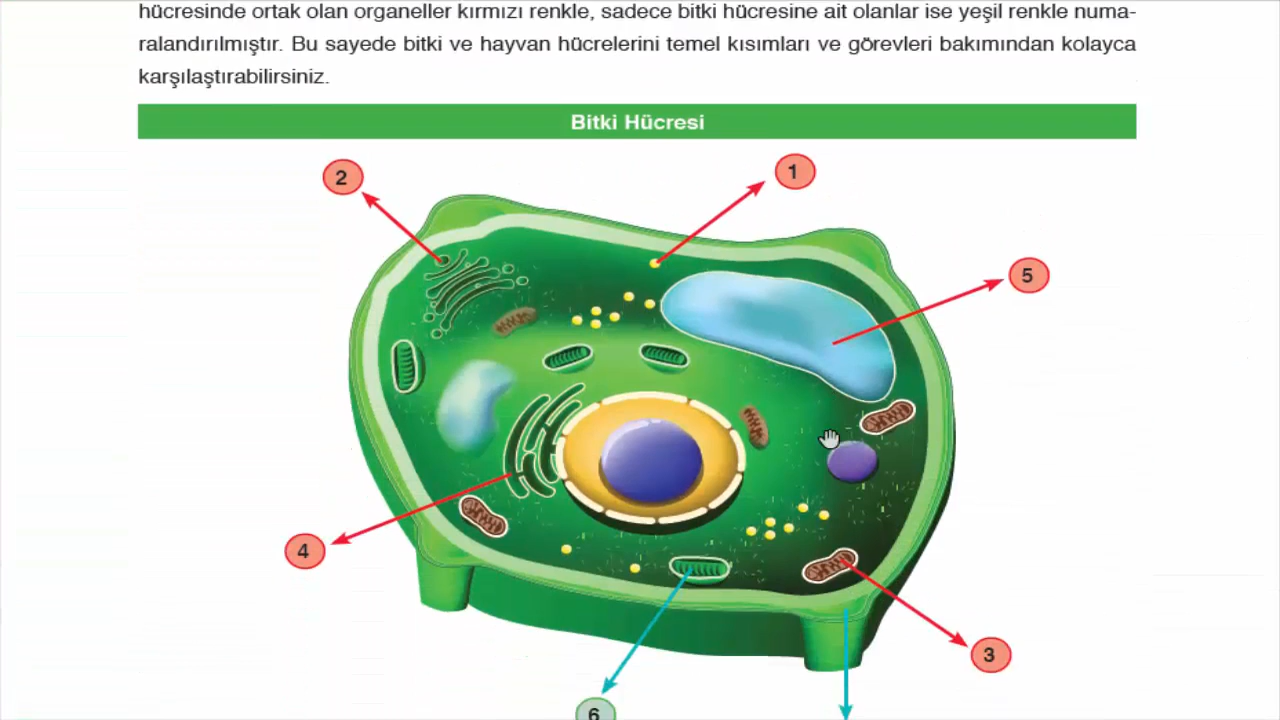 hücresinde ortak olan organeller kırmızı renkle, sadece bitki hücresine ait olanlar ise yeşil renkle numa-
ralandırılmıştır. Bu sayede bitki ve hayvan hücrelerini temel kısımları ve görevleri bakımından kolayca
karşılaştırabilirsiniz.
Bitki Hücresi
2
1
5
4
3
6